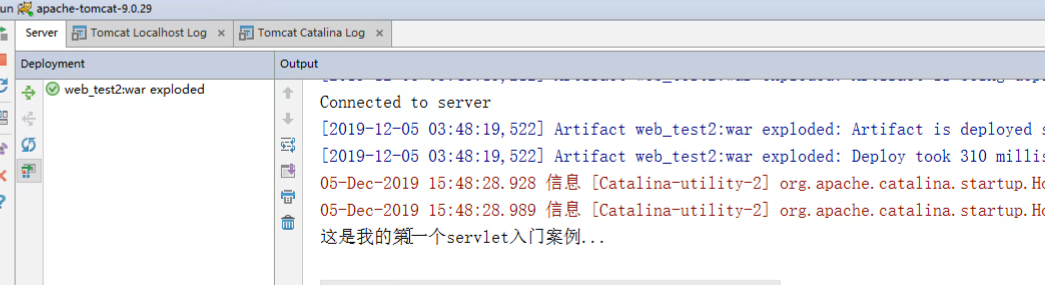 un apache-tomcat-9.0.29
Server Tomcat Localhost Log × Tomcat Catalina Log ×
Deployment Output
web_test2:war exploded
Connected to server
[2019-12-05 03:48:19,522] Artifact web_test2:war exploded: Artifact is deployed s
[2019-12-05 03:48:19,522] Artifact web_test2:war exploded: Deploy took 310 millis
05-Dec-2019 15:48:28.928 信息 [Catalina-utility-2] org.apache.catalina.startup.Ho
05-Dec-2019 15:48:28.989 信息 [Catalina-utility-2] org.apache.catalina.startup.Ho
这是我的第一个servlet入门案例...